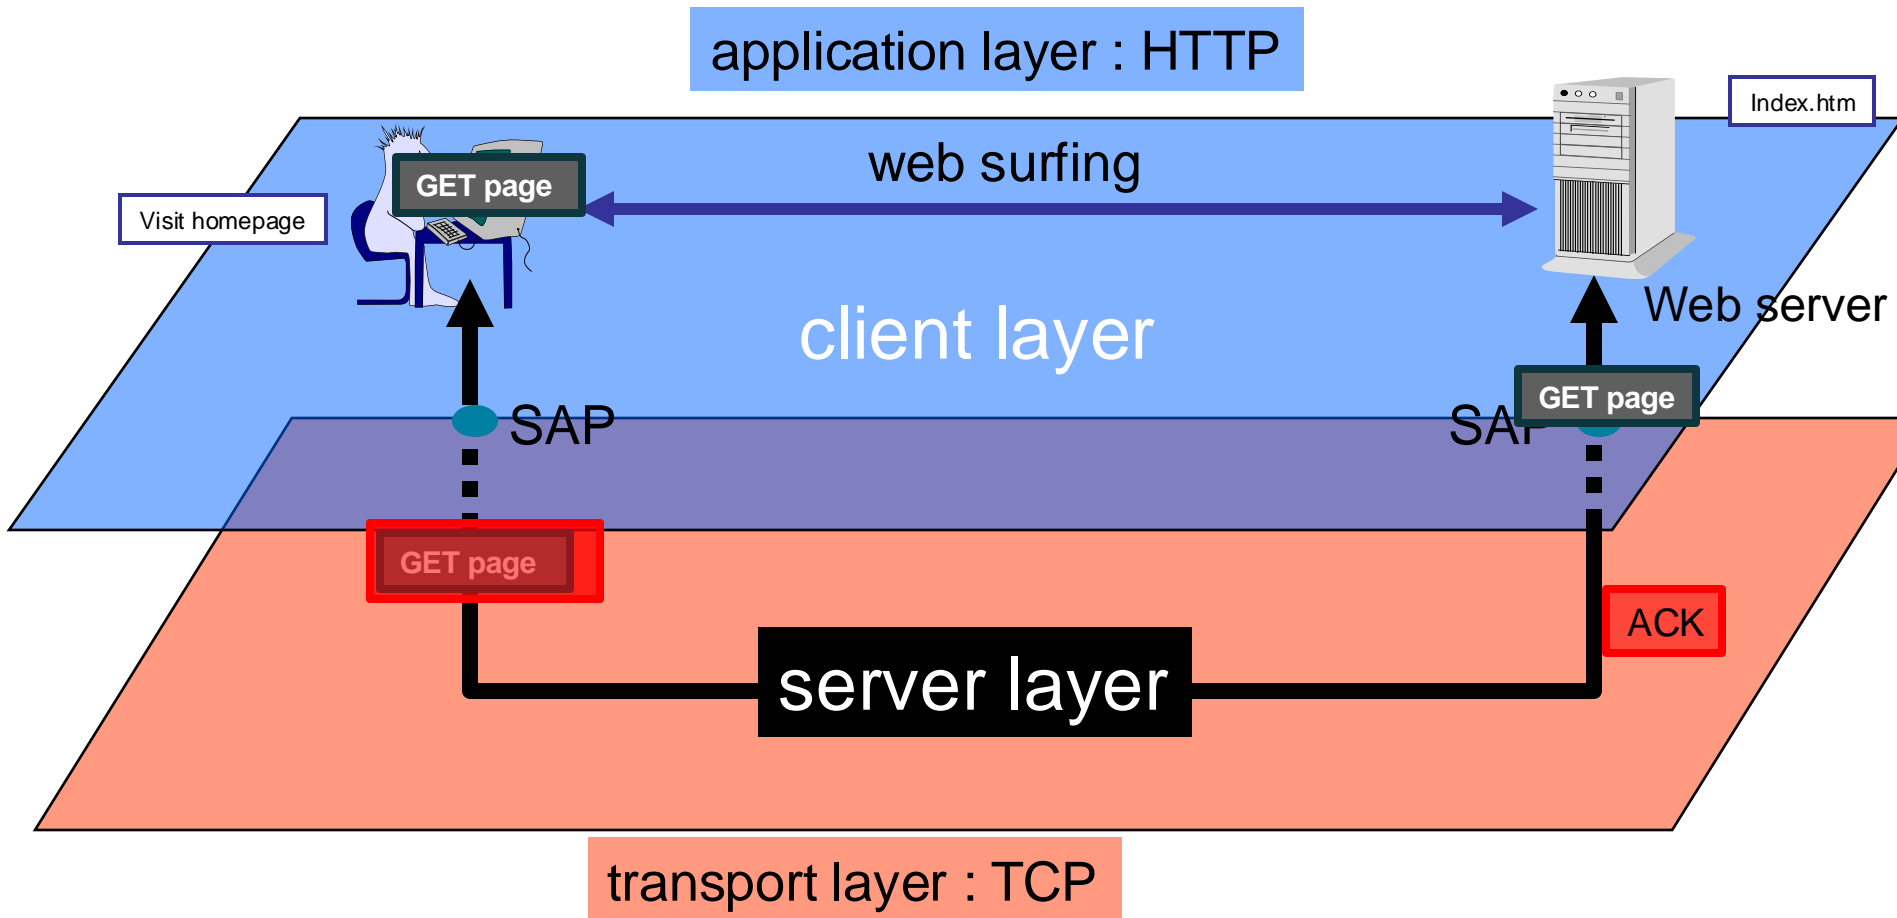 application layer : HTTP
Index.htm
web surfing
GET page
Visit homepage
client layer
Web server
GET page
SAP
SAP
GET page
ACK
server layer
transport layer : TCP